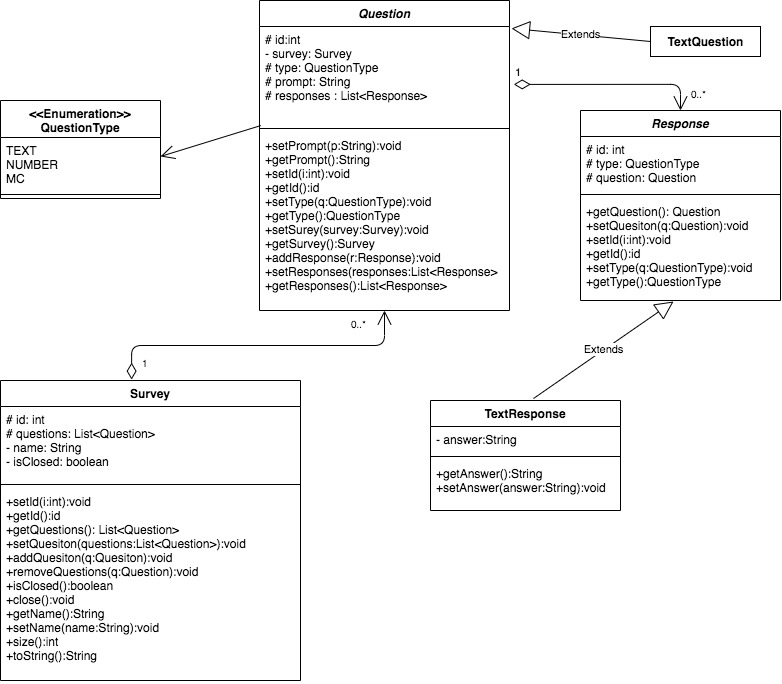 Question
# id:int
- survey: Survey
# type: QuestionType
# prompt: String
# responses : List<Response>
+setPrompt(p:String):void
+getPrompt():String
+setId(i:int):void
+getId():id
+setType(q:QuestionType):void
+getType():QuestionType
+setSurey(survey:Survey):void
+getSurvey():Survey
+addResponse(r:Response):void
+setResponses(responses:List<Response>
+getResponses():List<Response>
Extends
TextQuestion
1
0..*
<<Enumeration>>
QuestionType
TEXT
NUMBER
MC
Response
# id: int
# type: QuestionType
# question: Question
+getQuestion(): Question
+setQuesiton(q:Question):void
+setId(i:int):void
+getId():id
+setType(q:QuestionType):void
+getType():QuestionType
0..*
1
Extends
Survey
# id: int
# questions: List<Question>
- name: String
- isClosed: boolean
+setId(i:int):void
+getId():id
+getQuestions(): List<Question>
+setQuesiton(questions:List<Question>):void
+addQuesiton(q:Quesiton):void
+removeQuestions(q:Question):void
+isClosed():boolean
+close():void
+getName():String
+setName(name:String):void
+size():int
+toString():String
TextResponse
- answer:String
+getAnswer():String
+setAnswer(answer:String):void